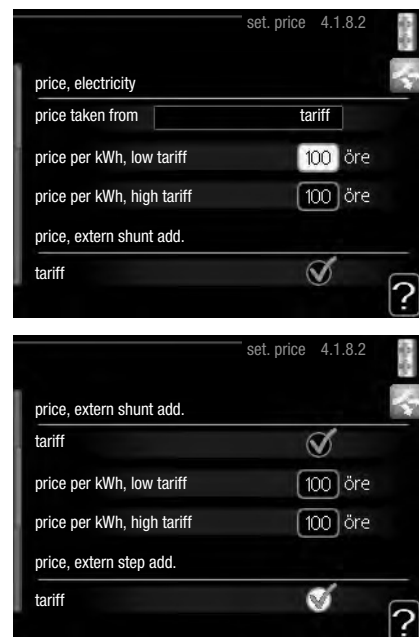 set. price 4.1.8.2
price, electricity
price taken from tariff
price per kWh, low tariff 100 öre
price per kWh, high tariff 100 öre
price, extern shunt add.
tariff
?
set. price 4.1.8.2
price, extern shunt add.
tariff
price per kWh, low tariff 100 öre
price per kWh, high tariff 100 öre
price, extern step add.
tariff
?